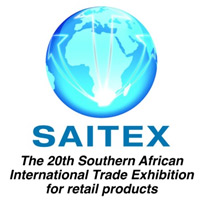 SAITEX
The 20th Southern African
International Trade Exhibition
for retail products